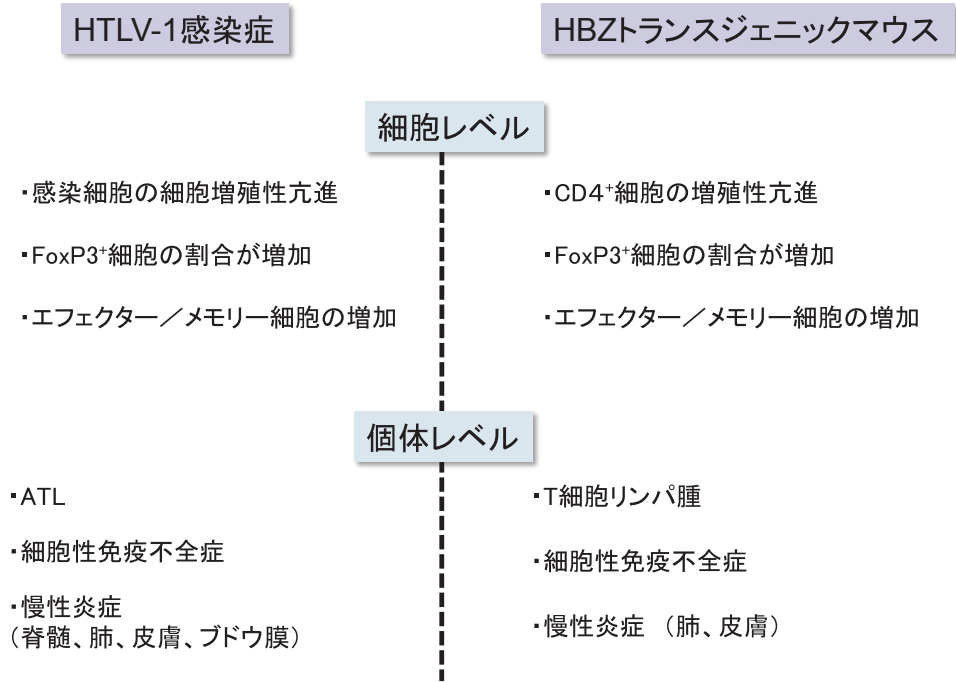 HTLV-1感染症
HBZトランスジェニックマウス
細胞レベル
・感染細胞の細胞増殖性亢進
・CD4⁺細胞の増殖性亢進
・FoxP3⁺細胞の割合が増加
・FoxP3⁺細胞の割合が増加
・エフェクター／メモリー細胞の増加
・エフェクター／メモリー細胞の増加
個体レベル
・ATL
・T細胞リンパ腫
・細胞性免疫不全症
・細胞性免疫不全症
・慢性炎症
（脊髄、肺、皮膚、ブドウ膜）
・慢性炎症 （肺、皮膚）